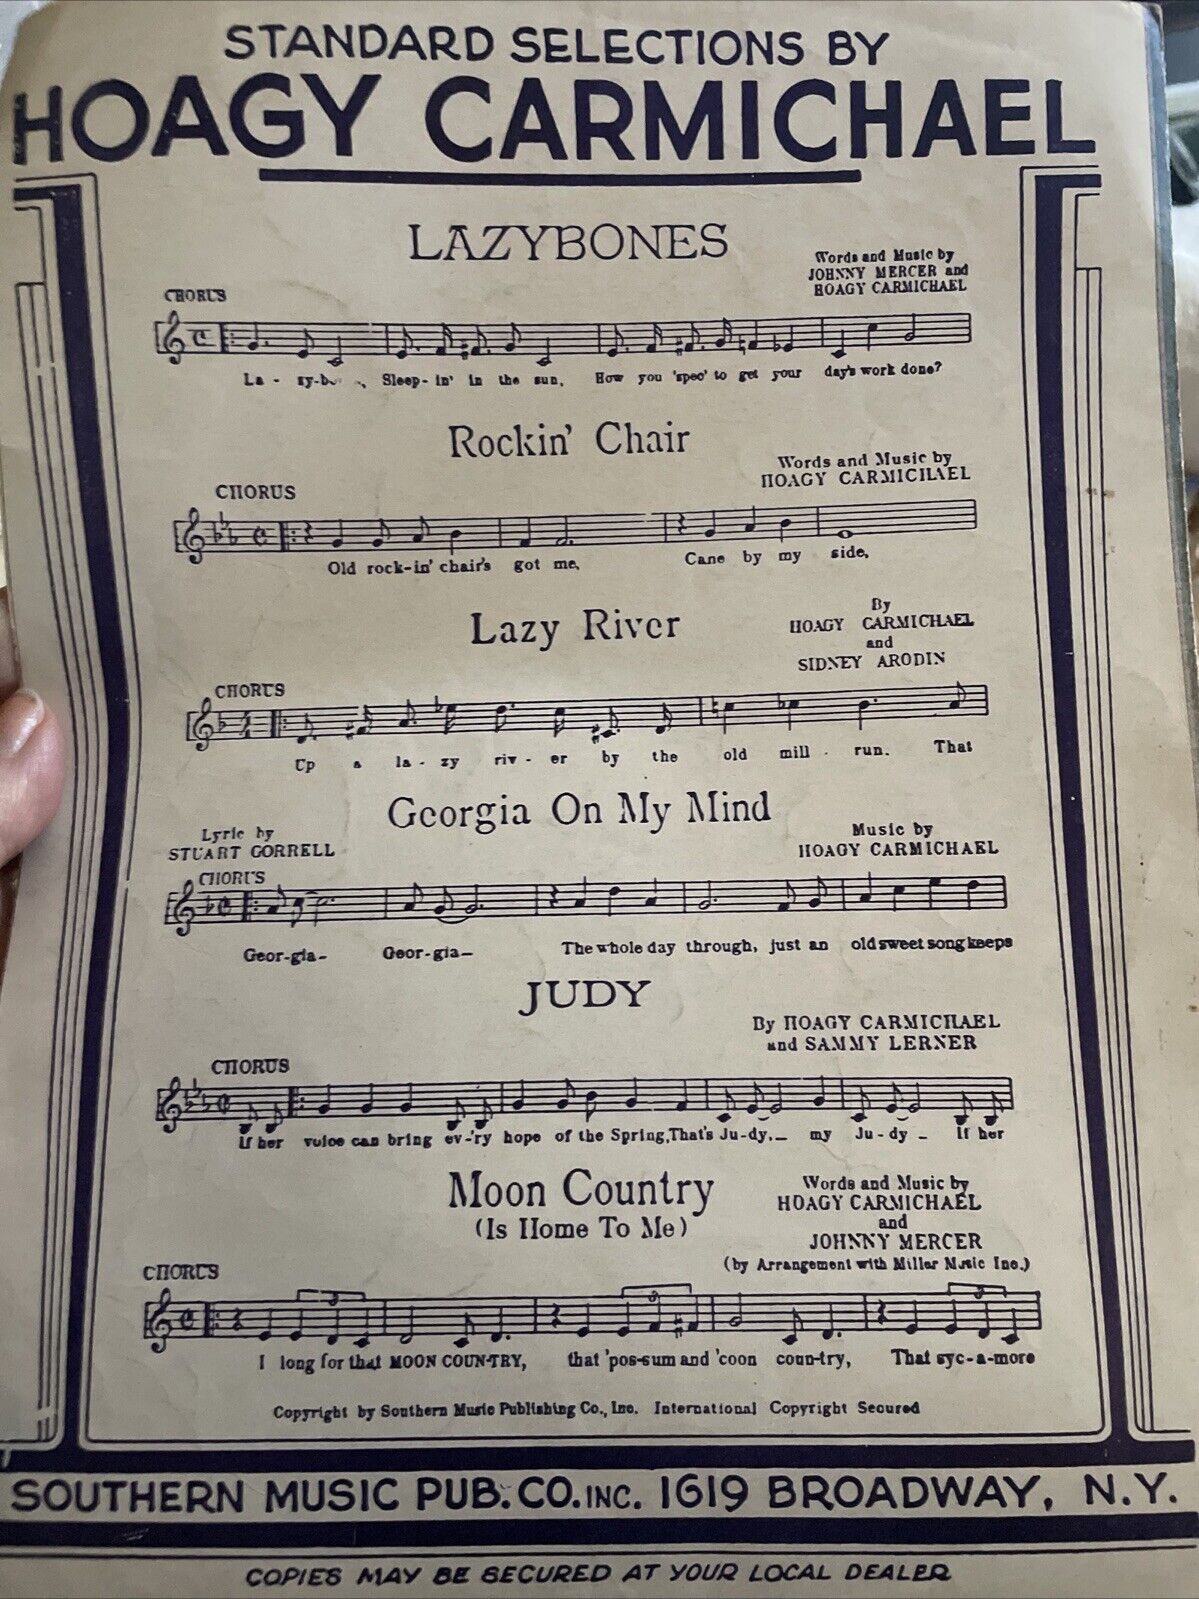 STANDARD SELECTIONS BY
HOAGY CARMICHAEL
LAZYBONES
Words and Music by
JOHNNY MERCER and
HOAGY CARMICHAEL
CHORUS
La - zy-bo , Sleep-in' in the sun, How you 'spec' to get your day's work done?
Rockin' Chair
Words and Music by
HOAGY CARMICHAEL
CHORUS
Old rock-in' chair's got me, Cane by my side,
Lazy River
By
HOAGY CARMICHAEL
and
SIDNEY ARODIN
CHORUS
Up a la - zy riv - er by the old mill - run. That
Georgia On My Mind
Lyric by
STUART GORRELL
Music by
HOAGY CARMICHAEL
CHORUS
Geor-gia- Geor-gia- The whole day through, just an old sweet song keeps
JUDY
By HOAGY CARMICHAEL
and SAMMY LERNER
CHORUS
If her voice can bring ev-'ry hope of the Spring, That's Ju-dy,_ my Ju-dy_ If her
Moon Country
(Is Home To Me)
Words and Music by
HOAGY CARMICHAEL
and
JOHNNY MERCER
(by Arrangement with Miller Music Inc.)
CHORUS
I long for that MOON COUN-TRY, that 'pos-sum and 'coon coun-try, That syc-a-more
Copyright by Southern Music Publishing Co., Inc. International Copyright Secured
SOUTHERN MUSIC PUB. CO. INC. 1619 BROADWAY, N.Y.
COPIES MAY BE SECURED AT YOUR LOCAL DEALER